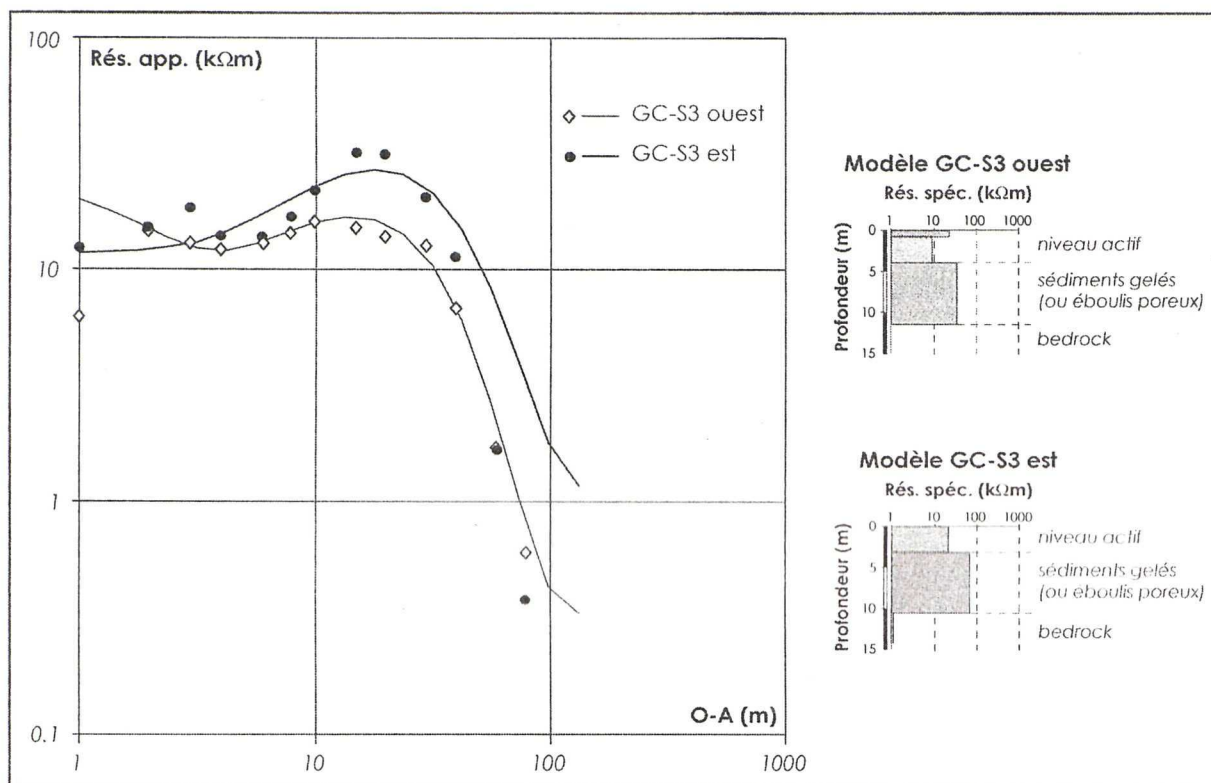 100
Rés. app. (kΩm)
GC-S3 ouest
GC-S3 est
10
1
0.1
O-A (m)
1
10
100
1000
Modèle GC-S3 ouest
Rés. spéc. (kΩm)
1 10 100 1000
Profondeur (m)
0
5
10
15
niveau actif
sédiments gelés
(ou éboulis poreux)
bedrock
Modèle GC-S3 est
Rés. spéc. (kΩm)
1 10 100 1000
Profondeur (m)
0
5
10
15
niveau actif
sédiments gelés
(ou eboulis poreux)
bedrock